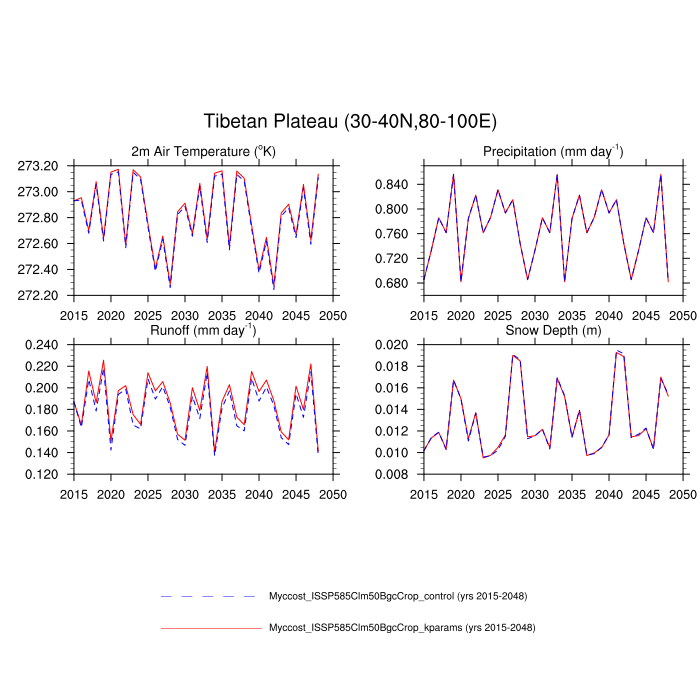 Tibetan Plateau (30-40N,80-100E)
2m Air Temperature (°K)
273.20
273.00
272.80
272.60
272.40
272.20
2015 2020 2025 2030 2035 2040 2045 2050
Precipitation (mm day⁻¹)
0.840
0.800
0.760
0.720
0.680
2015 2020 2025 2030 2035 2040 2045 2050
Runoff (mm day⁻¹)
0.240
0.200
0.180
0.160
0.140
0.120
2015 2020 2025 2030 2035 2040 2045 2050
Snow Depth (m)
0.020
0.018
0.016
0.014
0.012
0.010
0.008
2015 2020 2025 2030 2035 2040 2045 2050
Myccost_ISSP585Clm50BgcCrop_control (yrs 2015-2048)
Myccost_ISSP585Clm50BgcCrop_kparams (yrs 2015-2048)